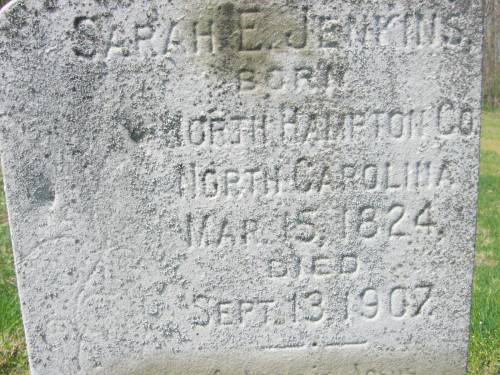 SARAH E. JENKINS.
BORN
NORTH HAMPTON CO.
NORTH CAROLINA
MAR. 15, 1824.
DIED
SEPT. 13, 1907.